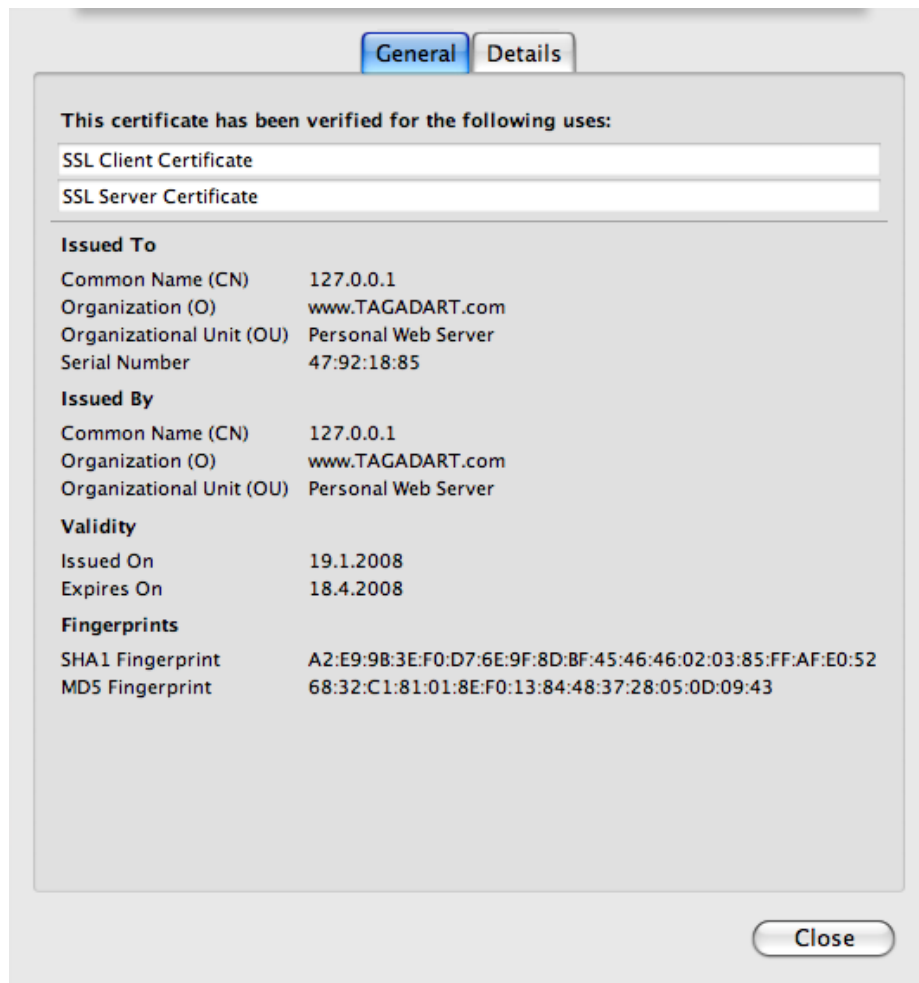 General Details
This certificate has been verified for the following uses:
SSL Client Certificate
SSL Server Certificate
Issued To
Common Name (CN) 127.0.0.1
Organization (O) www.TAGADART.com
Organizational Unit (OU) Personal Web Server
Serial Number 47:92:18:85
Issued By
Common Name (CN) 127.0.0.1
Organization (O) www.TAGADART.com
Organizational Unit (OU) Personal Web Server
Validity
Issued On 19.1.2008
Expires On 18.4.2008
Fingerprints
SHA1 Fingerprint A2:E9:9B:3E:F0:D7:6E:9F:8D:BF:45:46:46:02:03:85:FF:AF:E0:52
MD5 Fingerprint 68:32:C1:81:01:8E:F0:13:84:48:37:28:05:0D:09:43
Close